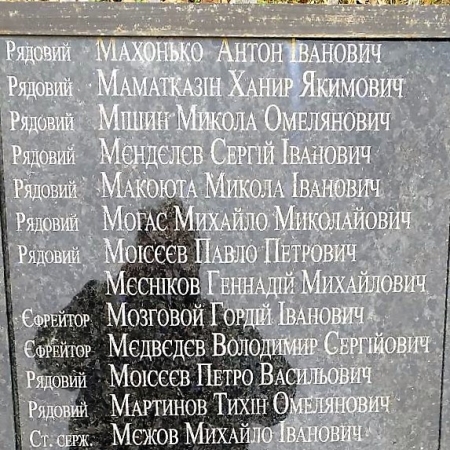 Рядовий Махонько Антон Іванович
Рядовий Маматказін Ханир Якимович
Рядовий Мішин Микола Омелянович
Рядовий Мєндєлєв Сергій Іванович
Рядовий Макоюта Микола Іванович
Рядовий Могас Михайло Миколайович
Рядовий Моісєєв Павло Петрович
Мєсніков Геннадій Михайлович
Єфрейтор Мозговой Гордій Іванович
Єфрейтор Мєдвєдєв Володимир Сергійович
Рядовий Моісєєв Петро Васильович
Рядовий Мартинов Тихін Омелянович
Ст. серж. Мєжов Михайло Іванович